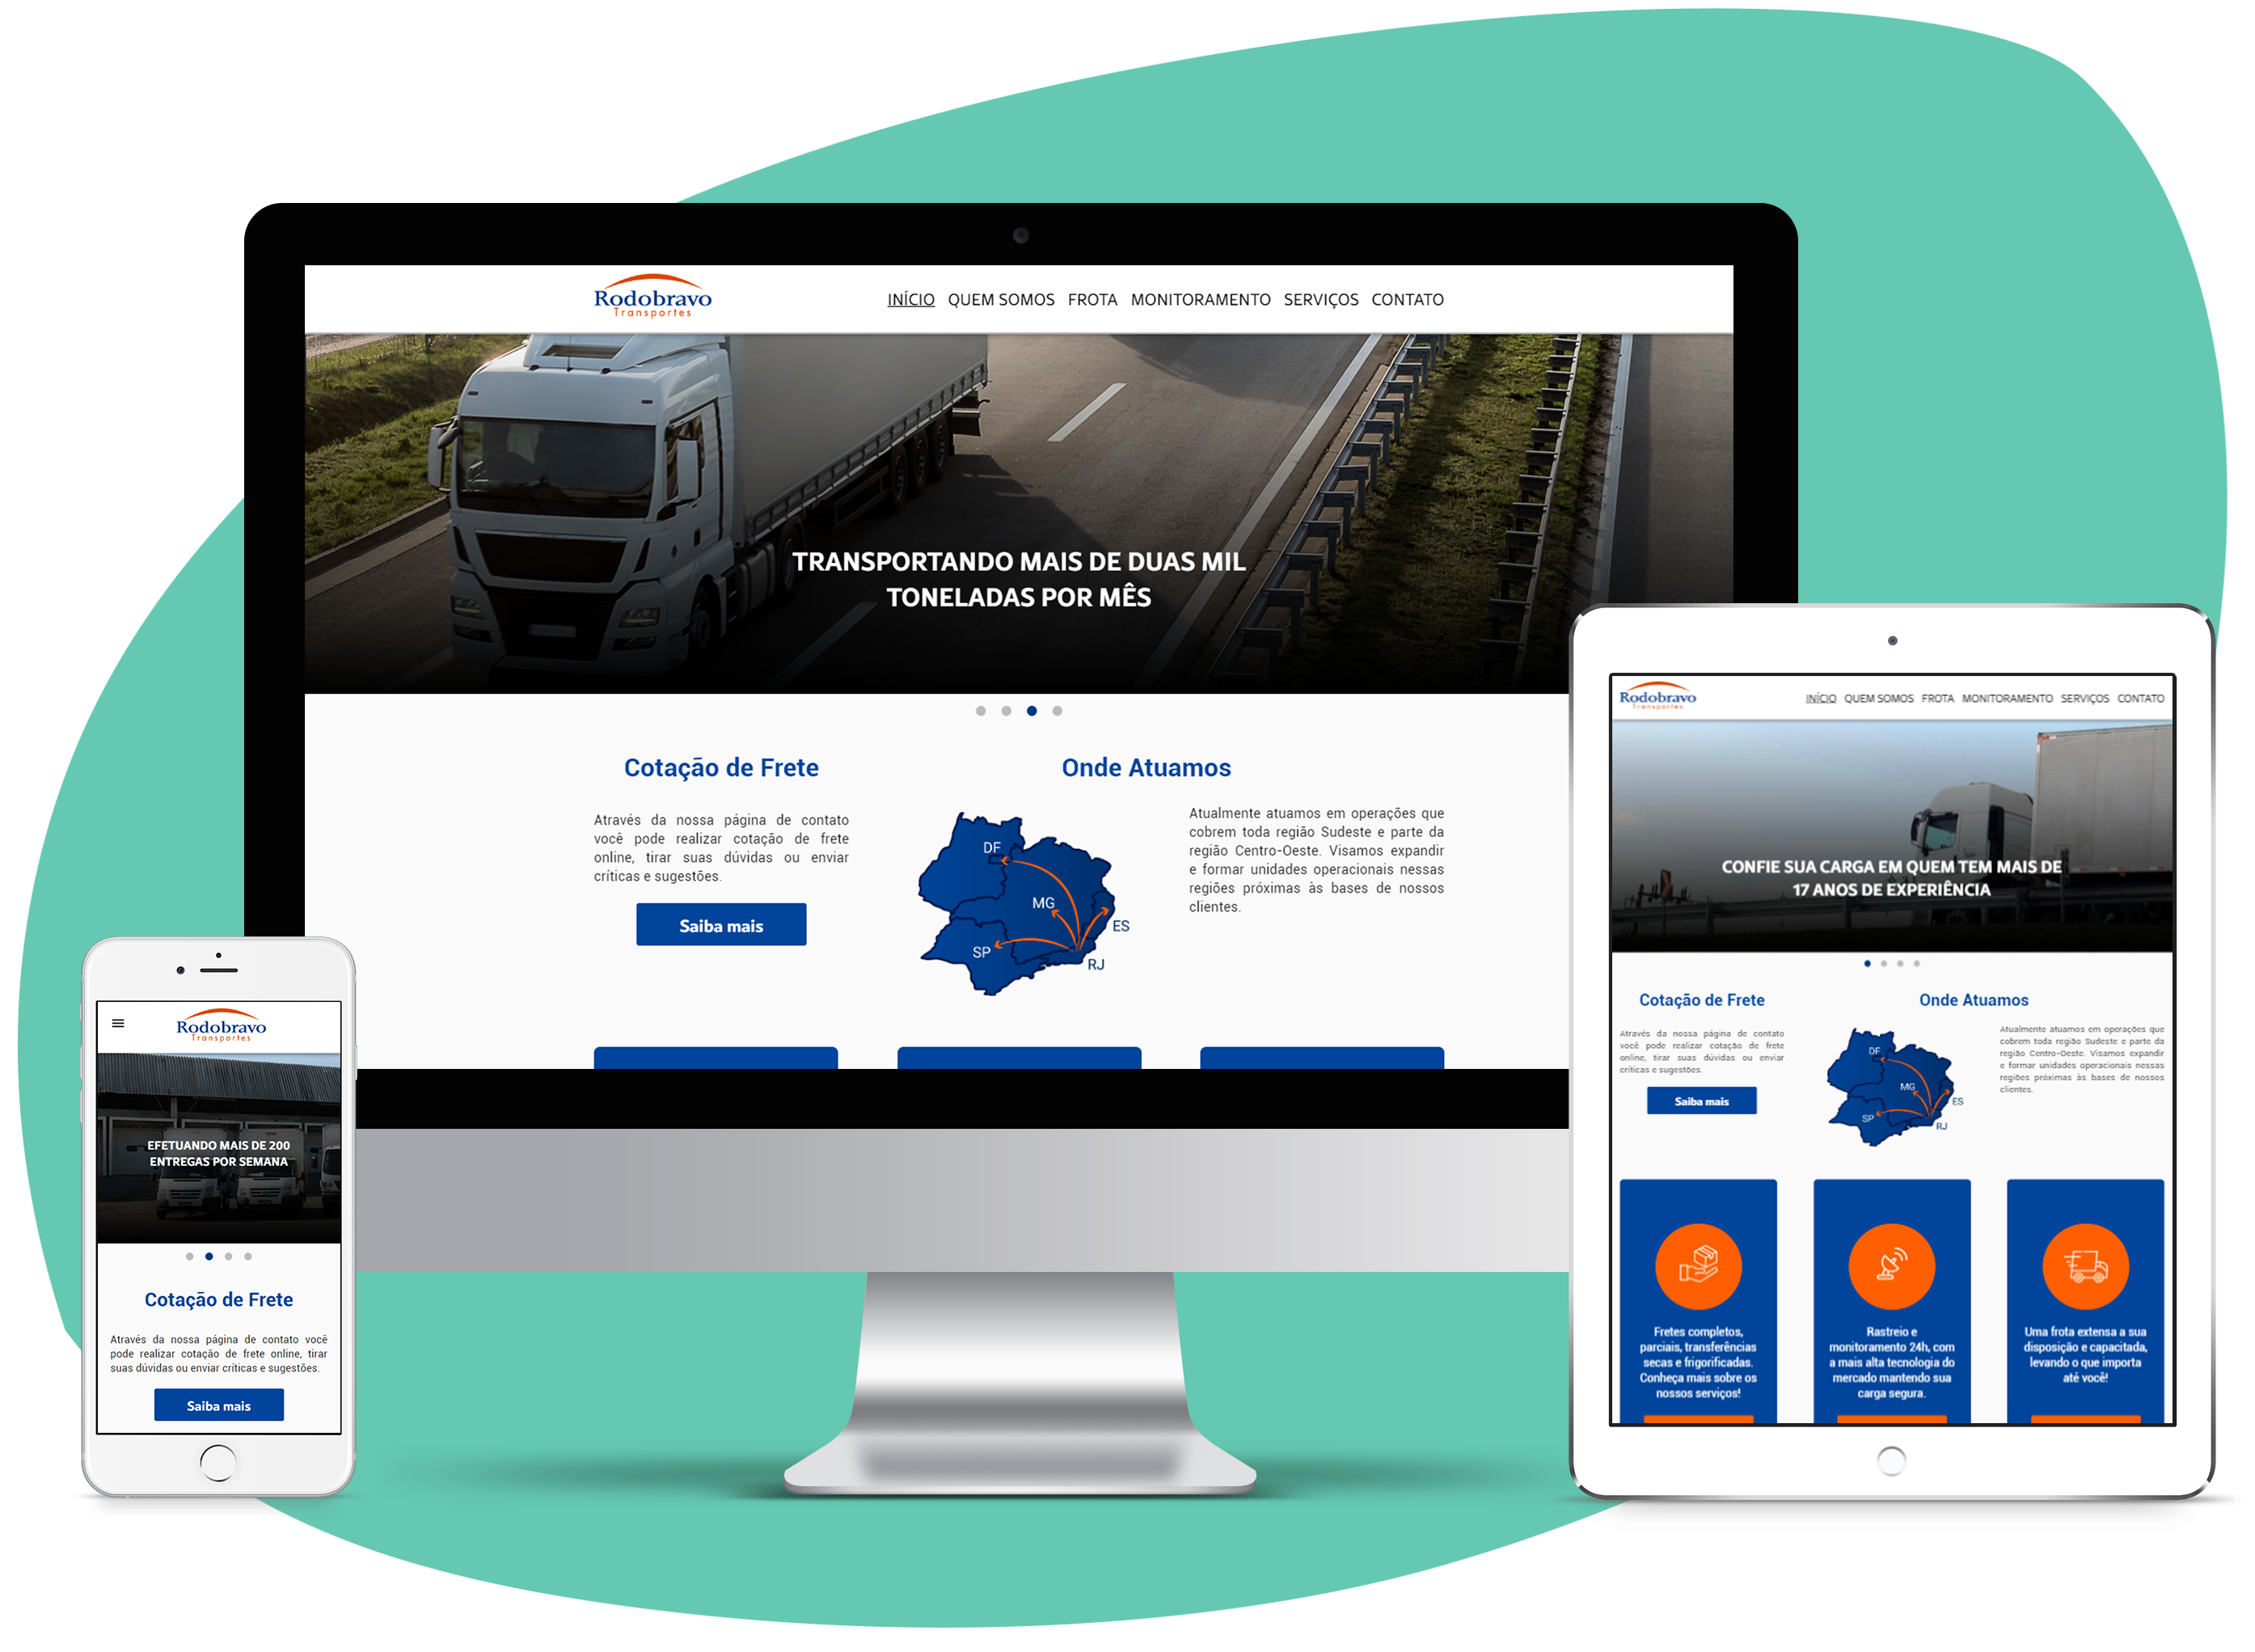 Rodobravo
Transportes
INÍCIO QUEM SOMOS FROTA MONITORAMENTO SERVIÇOS CONTATO
TRANSPORTANDO MAIS DE DUAS MIL
TONELADAS POR MÊS
Cotação de Frete
Através da nossa página de contato
você pode realizar cotação de frete
online, tirar suas dúvidas ou enviar
críticas e sugestões.
Saiba mais
Onde Atuamos
DF
MG
ES
SP
RJ
Atualmente atuamos em operações que
cobrem toda região Sudeste e parte da
região Centro-Oeste. Visamos expandir
e formar unidades operacionais nessas
regiões próximas às bases de nossos
clientes.
Rodobravo
Transportes
EFETUANDO MAIS DE 200
ENTREGAS POR SEMANA
Cotação de Frete
Através da nossa página de contato você
pode realizar cotação de frete online, tirar
suas dúvidas ou enviar críticas e sugestões.
Saiba mais
Rodobravo
Transportes
INÍCIO QUEM SOMOS FROTA MONITORAMENTO SERVIÇOS CONTATO
CONFIE SUA CARGA EM QUEM TEM MAIS DE
17 ANOS DE EXPERIÊNCIA
Cotação de Frete
Através da nossa página de contato
você pode realizar cotação de frete
online, tirar suas dúvidas ou enviar
críticas e sugestões.
Saiba mais
Onde Atuamos
DF
MG
ES
SP
RJ
Atualmente atuamos em operações que
cobrem toda região Sudeste e parte da
região Centro-Oeste. Visamos expandir
e formar unidades operacionais nessas
regiões próximas às bases de nossos
clientes.
Fretes completos,
parciais, transferências
secas e frigorificadas.
Conheça mais sobre os
nossos serviços!
Rastreio e
monitoramento 24h, com
a mais alta tecnologia do
mercado mantendo sua
carga segura.
Uma frota extensa a sua
disposição e capacitada,
levando o que importa
até você!